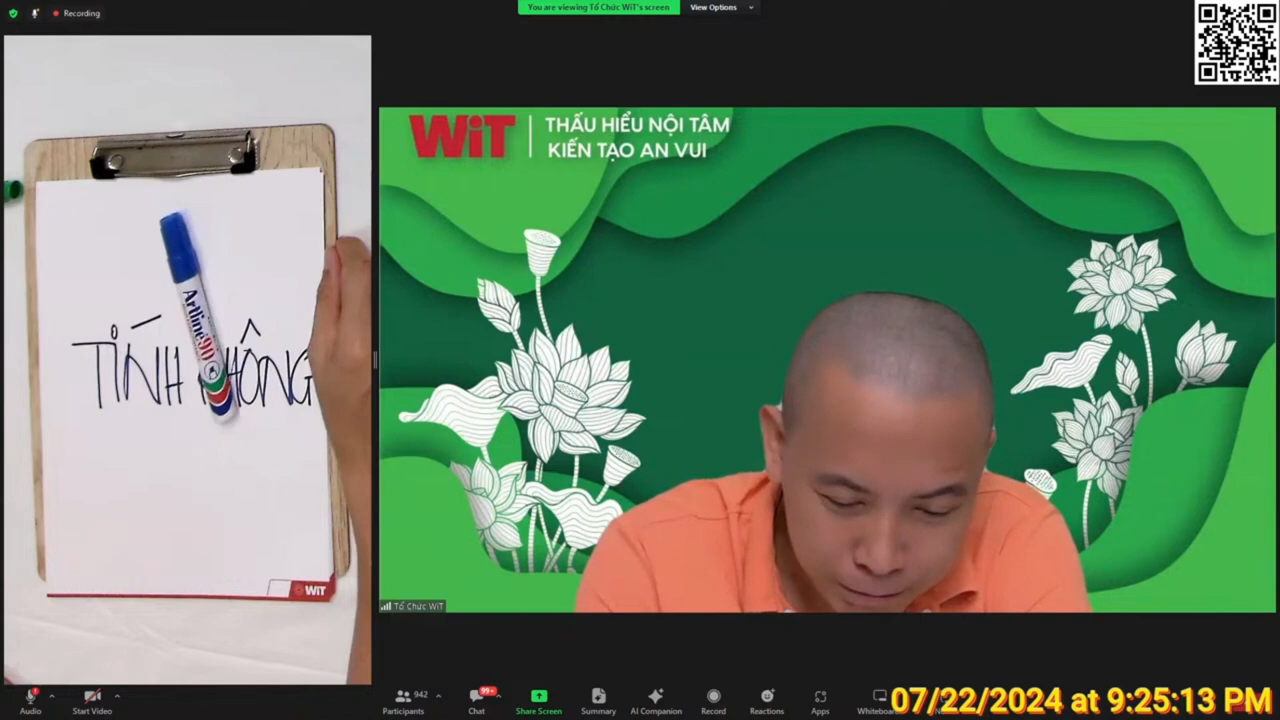 Recording
You are viewing Tổ Chức WiT's screen
View Options
WiT
THẤU HIỂU NỘI TÂM
KIẾN TẠO AN VUI
Artline 90
TỈNH
WiT
Tổ Chức WiT
Audio
Start Video
Participants
942
Chat
99+
Share Screen
Summary
AI Companion
Record
Reactions
Apps
07/22/2024 at 9:25:13 PM